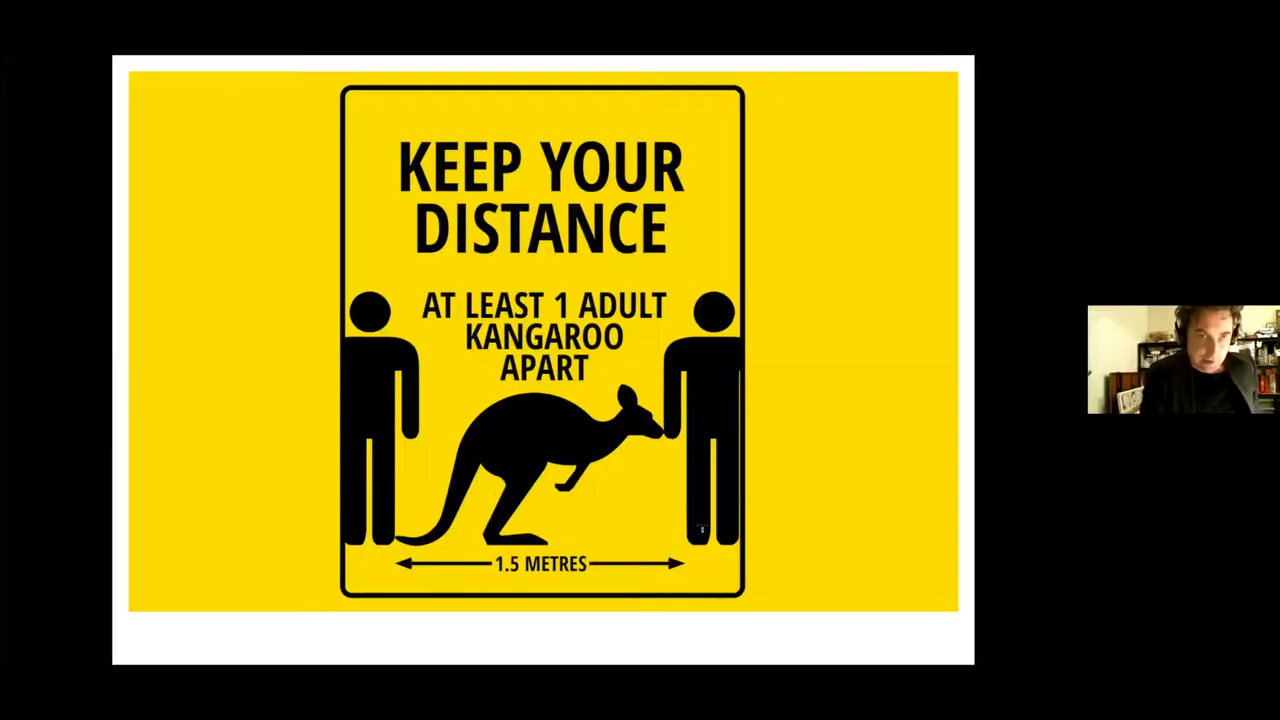 KEEP YOUR
DISTANCE
AT LEAST 1 ADULT
KANGAROO
APART
1.5 METRES